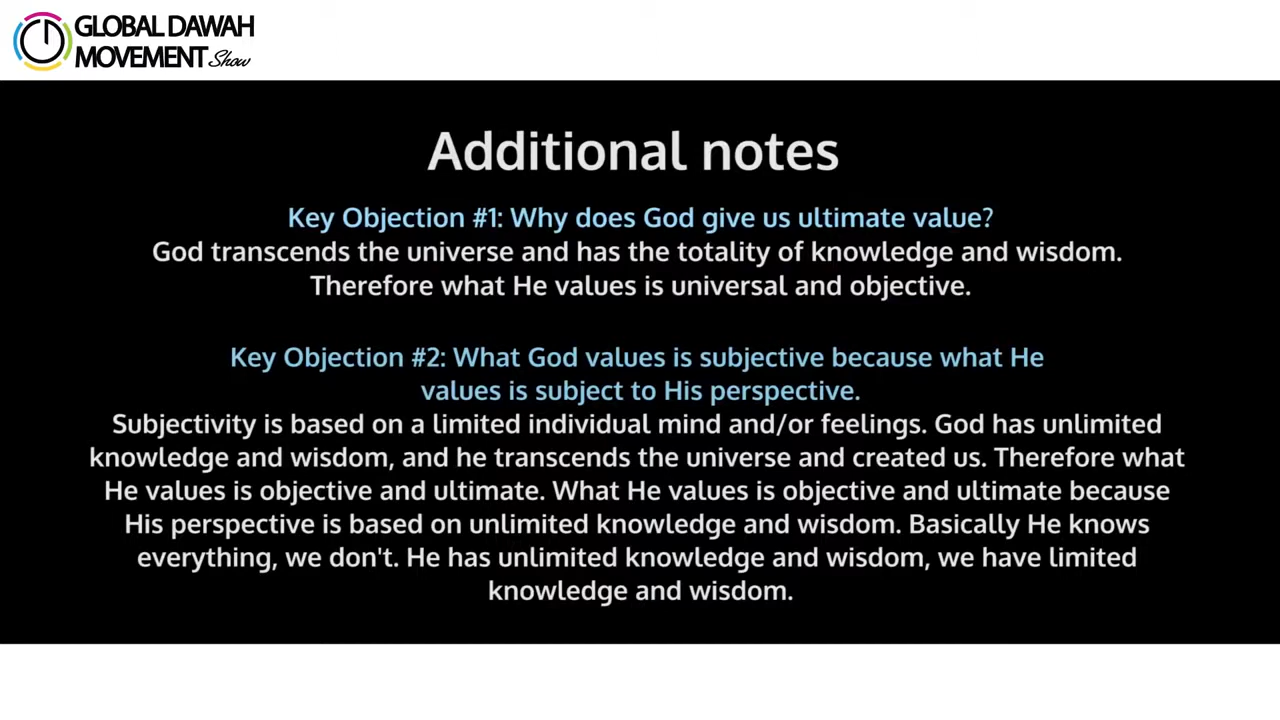 GLOBAL DAWAH
MOVEMENT Show
Additional notes
Key Objection #1: Why does God give us ultimate value?
God transcends the universe and has the totality of knowledge and wisdom.
Therefore what He values is universal and objective.
Key Objection #2: What God values is subjective because what He
values is subject to His perspective.
Subjectivity is based on a limited individual mind and/or feelings. God has unlimited
knowledge and wisdom, and he transcends the universe and created us. Therefore what
He values is objective and ultimate. What He values is objective and ultimate because
His perspective is based on unlimited knowledge and wisdom. Basically He knows
everything, we don't. He has unlimited knowledge and wisdom, we have limited
knowledge and wisdom.